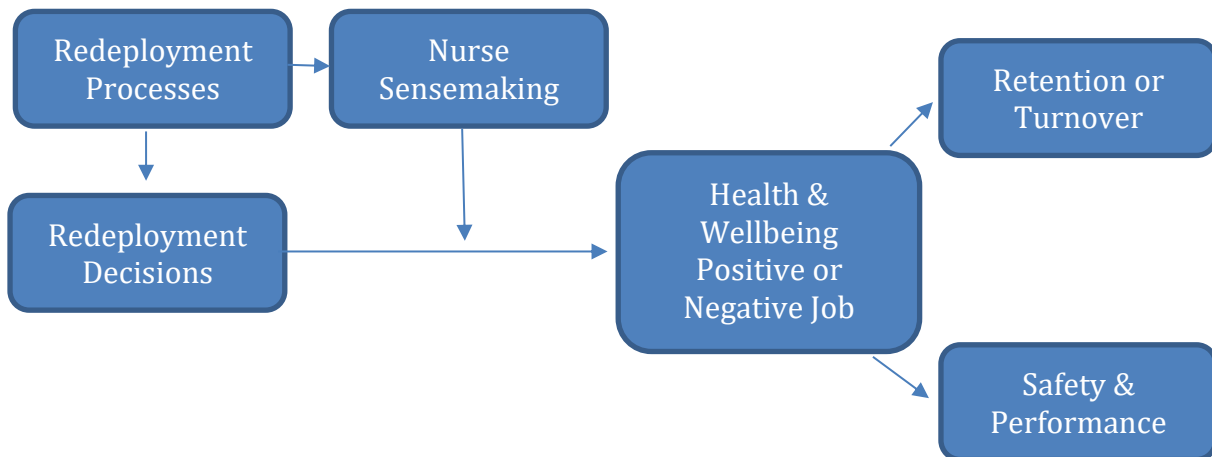 Redeployment
Processes
Nurse
Sensemaking
Retention or
Turnover
Redeployment
Decisions
Health &
Wellbeing
Positive or
Negative Job
Safety &
Performance